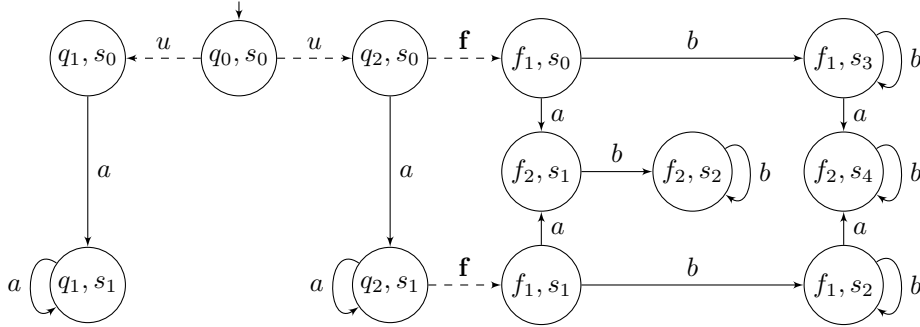 u u f b
q₁, s₀ q₀, s₀ q₂, s₀ f₁, s₀ f₁, s₃ b
a a
a a b f₂, s₁ f₂, s₂ b f₂, s₄ b
a a
f b
a q₁, s₁ a q₂, s₁ f₁, s₁ f₁, s₂ b